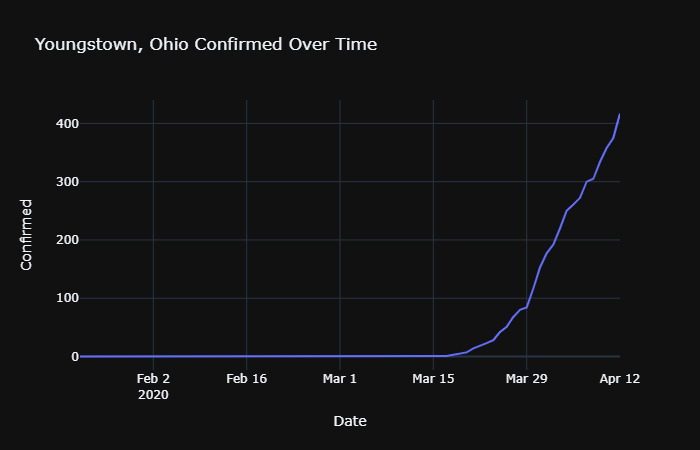 Youngstown, Ohio Confirmed Over Time
Confirmed
400
300
200
100
0
Feb 2 Feb 16 Mar 1 Mar 15 Mar 29 Apr 12
2020
Date